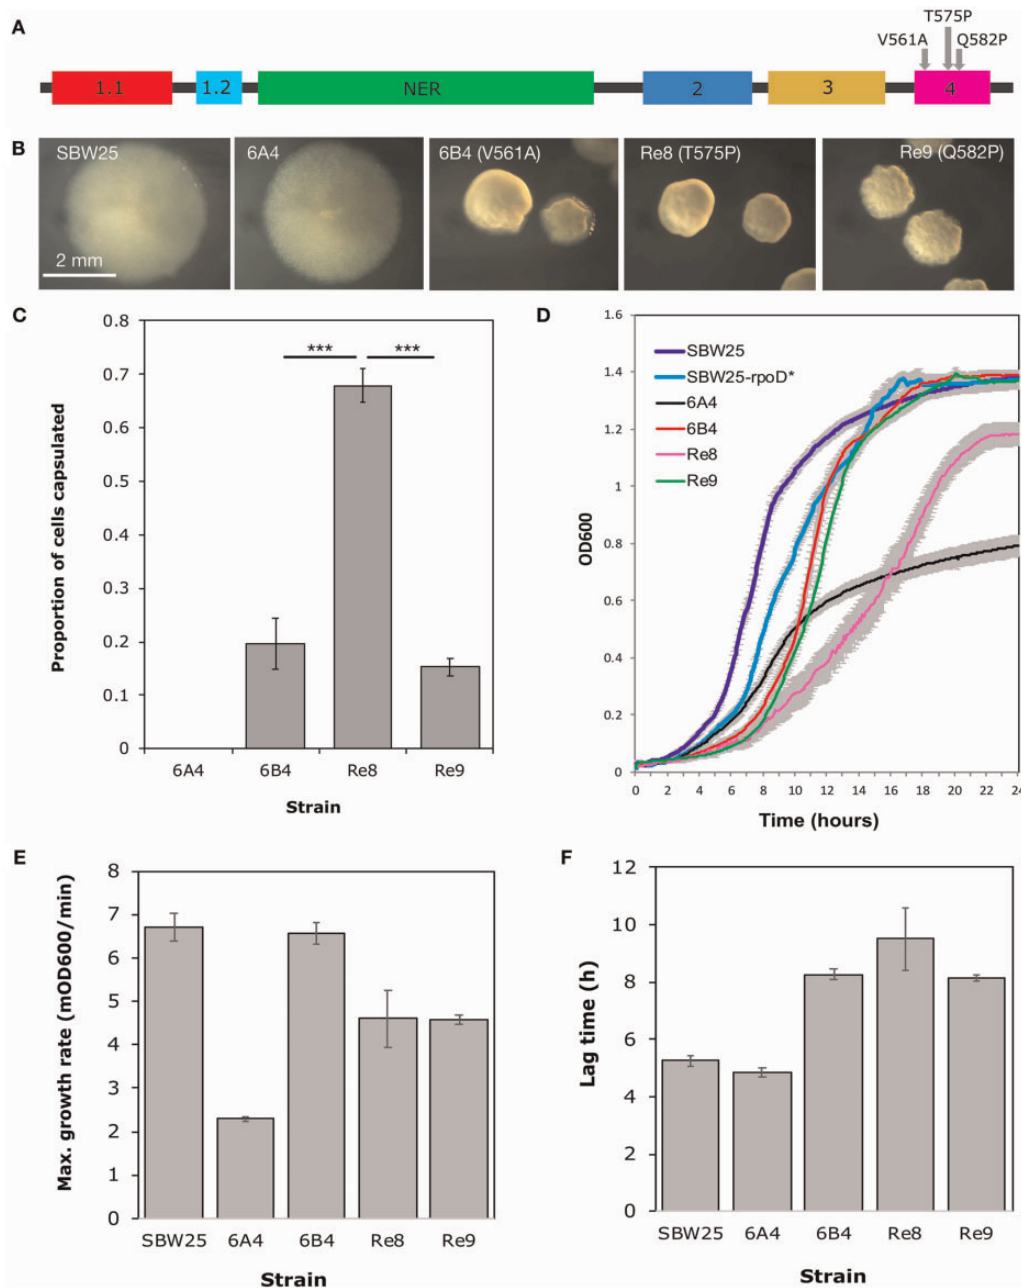 A
T575P
V561A
Q582P
1.1
1.2
NER
2
3
4
B
SBW25
6A4
6B4 (V561A)
Re8 (T575P)
Re9 (Q582P)
2 mm
C
Proportion of cells capsulated
0.8
0.7
0.6
0.5
0.4
0.3
0.2
0.1
0
***
***
6A4
6B4
Re8
Re9
Strain
D
OD600
1.6
1.4
1.2
1
0.8
0.6
0.4
0.2
0
SBW25
SBW25-rpoD*
6A4
6B4
Re8
Re9
0 2 4 6 8 10 12 14 16 18 20 22 24
Time (hours)
E
Max. growth rate (mOD600/min)
8
7
6
5
4
3
2
1
0
SBW25
6A4
6B4
Re8
Re9
Strain
F
Lag time (h)
12
10
8
6
4
2
0
SBW25
6A4
6B4
Re8
Re9
Strain